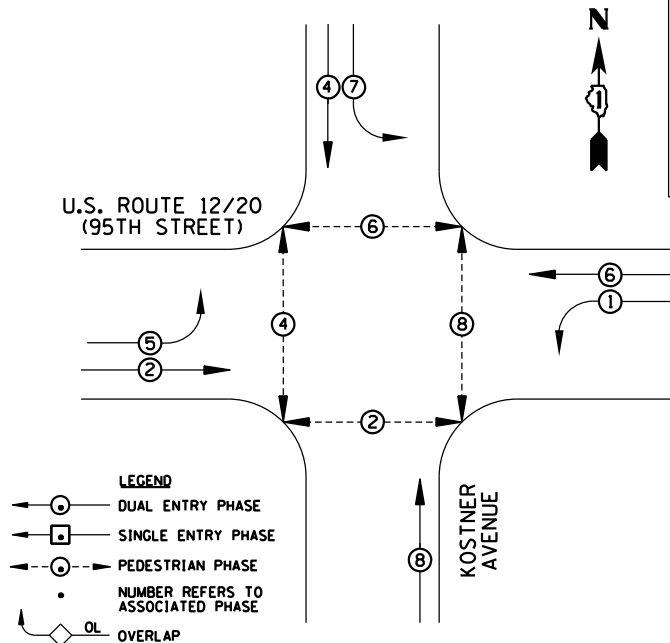 N
1
4 7
U.S. ROUTE 12/20
(95TH STREET)
6
6
1
5
4
8
2
2
LEGEND
DUAL ENTRY PHASE
SINGLE ENTRY PHASE
PEDESTRIAN PHASE
NUMBER REFERS TO
ASSOCIATED PHASE
OL
OVERLAP
8
KOSTNER
AVENUE